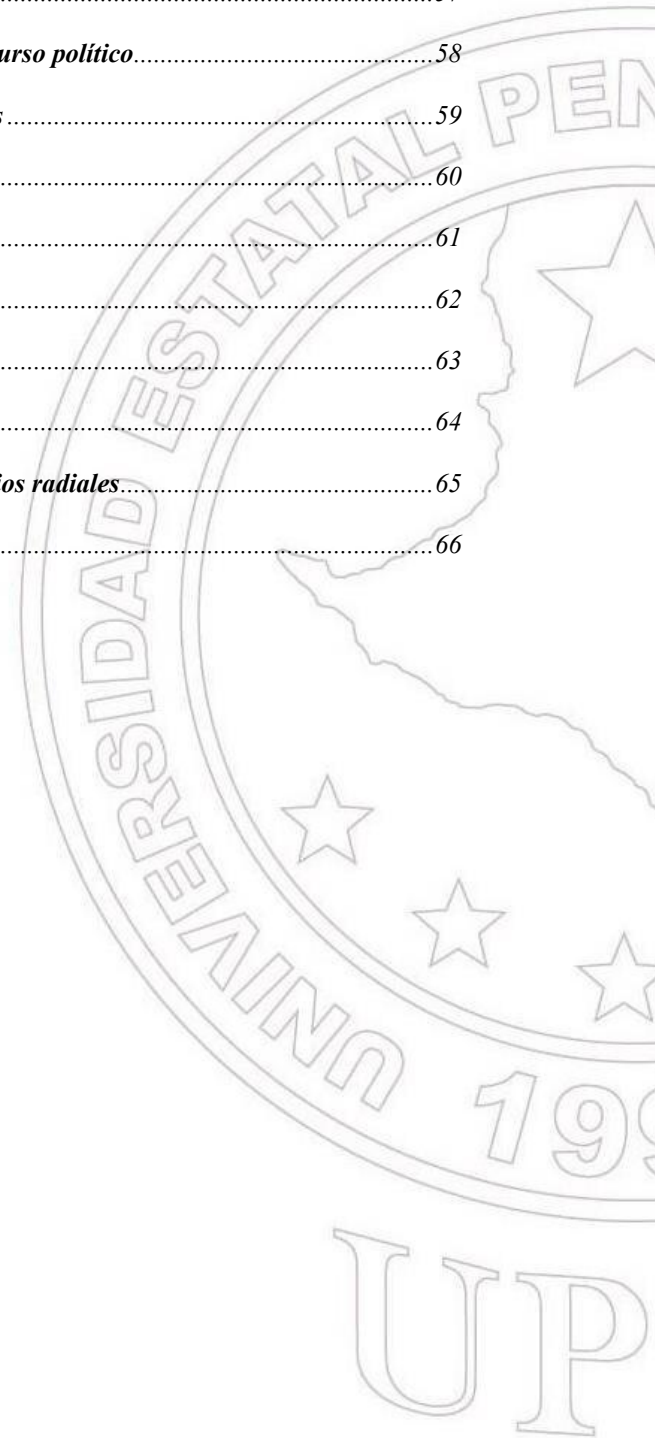 urso político....................................................58
s....................................................59
....................................................60
....................................................61
....................................................62
....................................................63
....................................................64
ios radiales....................................................65
....................................................66
UNIVERSIDAD ESTATAL PEN
199
UP